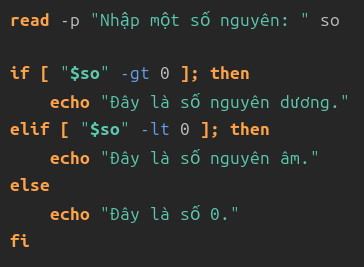 read -p "Nhập một số nguyên: " so

if [ "$so" -gt 0 ]; then
    echo "Đây là số nguyên dương."
elif [ "$so" -lt 0 ]; then
    echo "Đây là số nguyên âm."
else
    echo "Đây là số 0."
fi